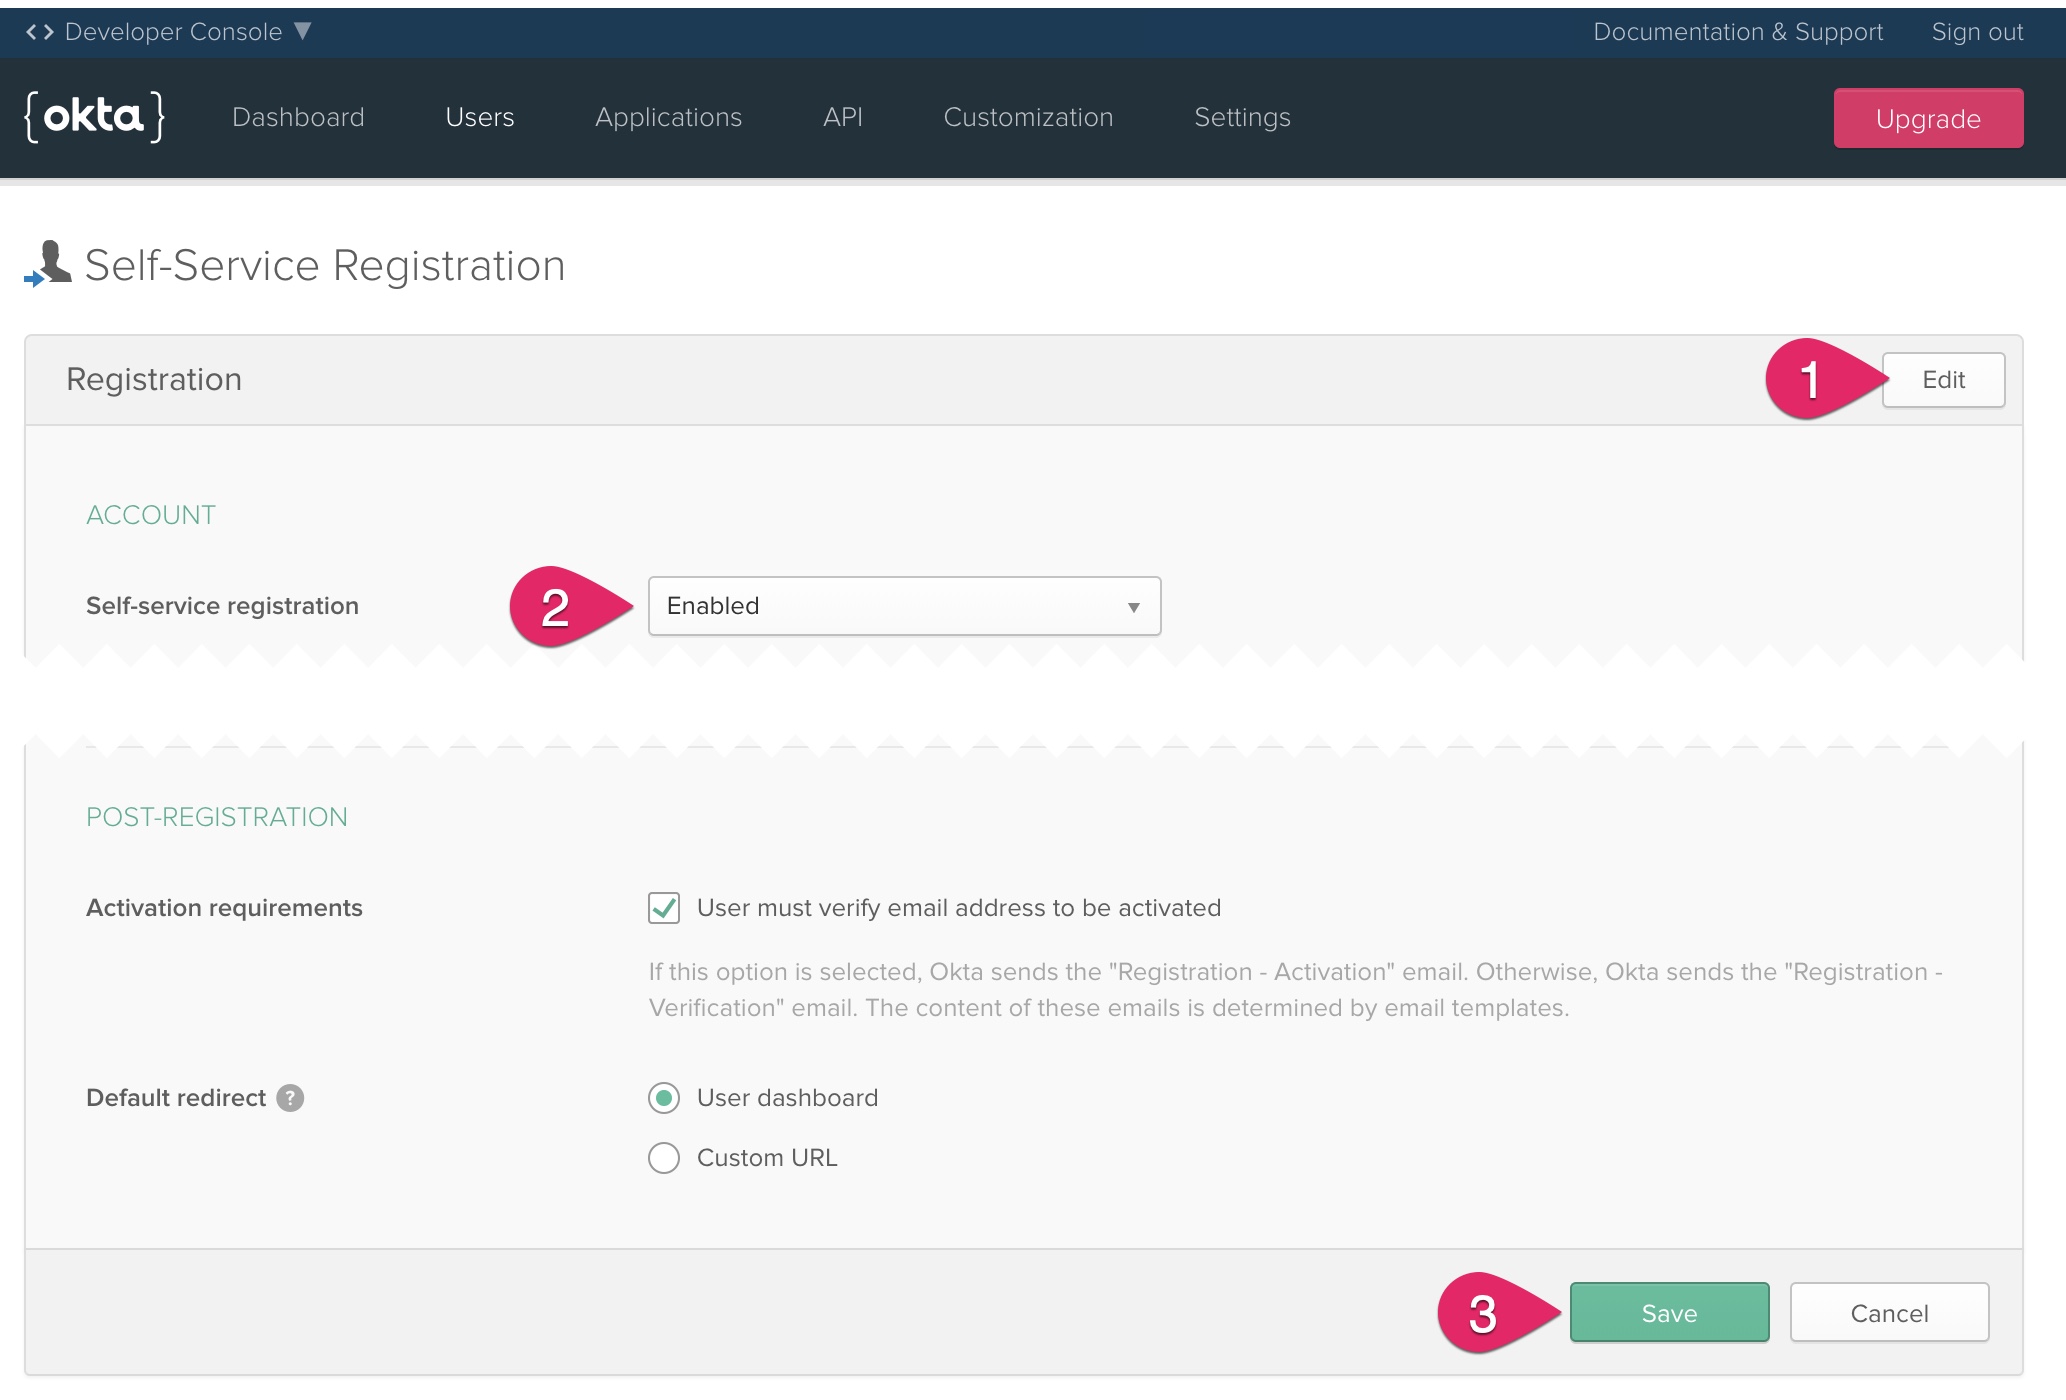 <> Developer Console ▼ Documentation & Support Sign out
{okta} Dashboard Users Applications API Customization Settings Upgrade
Self-Service Registration
Registration 1 Edit
ACCOUNT
Self-service registration 2 Enabled ▼
POST-REGISTRATION
Activation requirements User must verify email address to be activated
If this option is selected, Okta sends the "Registration - Activation" email. Otherwise, Okta sends the "Registration -
Verification" email. The content of these emails is determined by email templates.
Default redirect ? User dashboard
Custom URL
3 Save Cancel